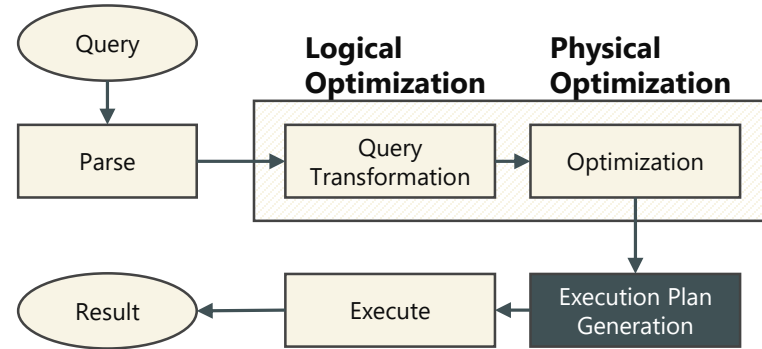 Query
Logical
Optimization
Physical
Optimization
Parse
Query
Transformation
Optimization
Result
Execute
Execution Plan
Generation